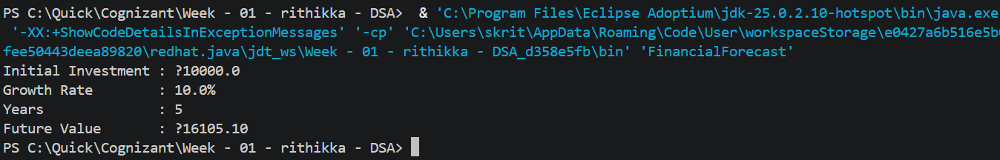 PS C:\Quick\Cognizant\Week - 01 - rithikka - DSA>  & 'C:\Program Files\Eclipse Adoptium\jdk-25.0.2.10-hotspot\bin\java.exe
 '-XX:+ShowCodeDetailsInExceptionMessages' '-cp' 'C:\Users\skrit\AppData\Roaming\Code\User\workspaceStorage\e0427a6b516e5b
fee50443deea89820\redhat.java\jdt_ws\Week - 01 - rithikka - DSA_d358e5fb\bin' 'FinancialForecast'
Initial Investment : ?10000.0
Growth Rate        : 10.0%
Years              : 5
Future Value       : ?16105.10
PS C:\Quick\Cognizant\Week - 01 - rithikka - DSA>